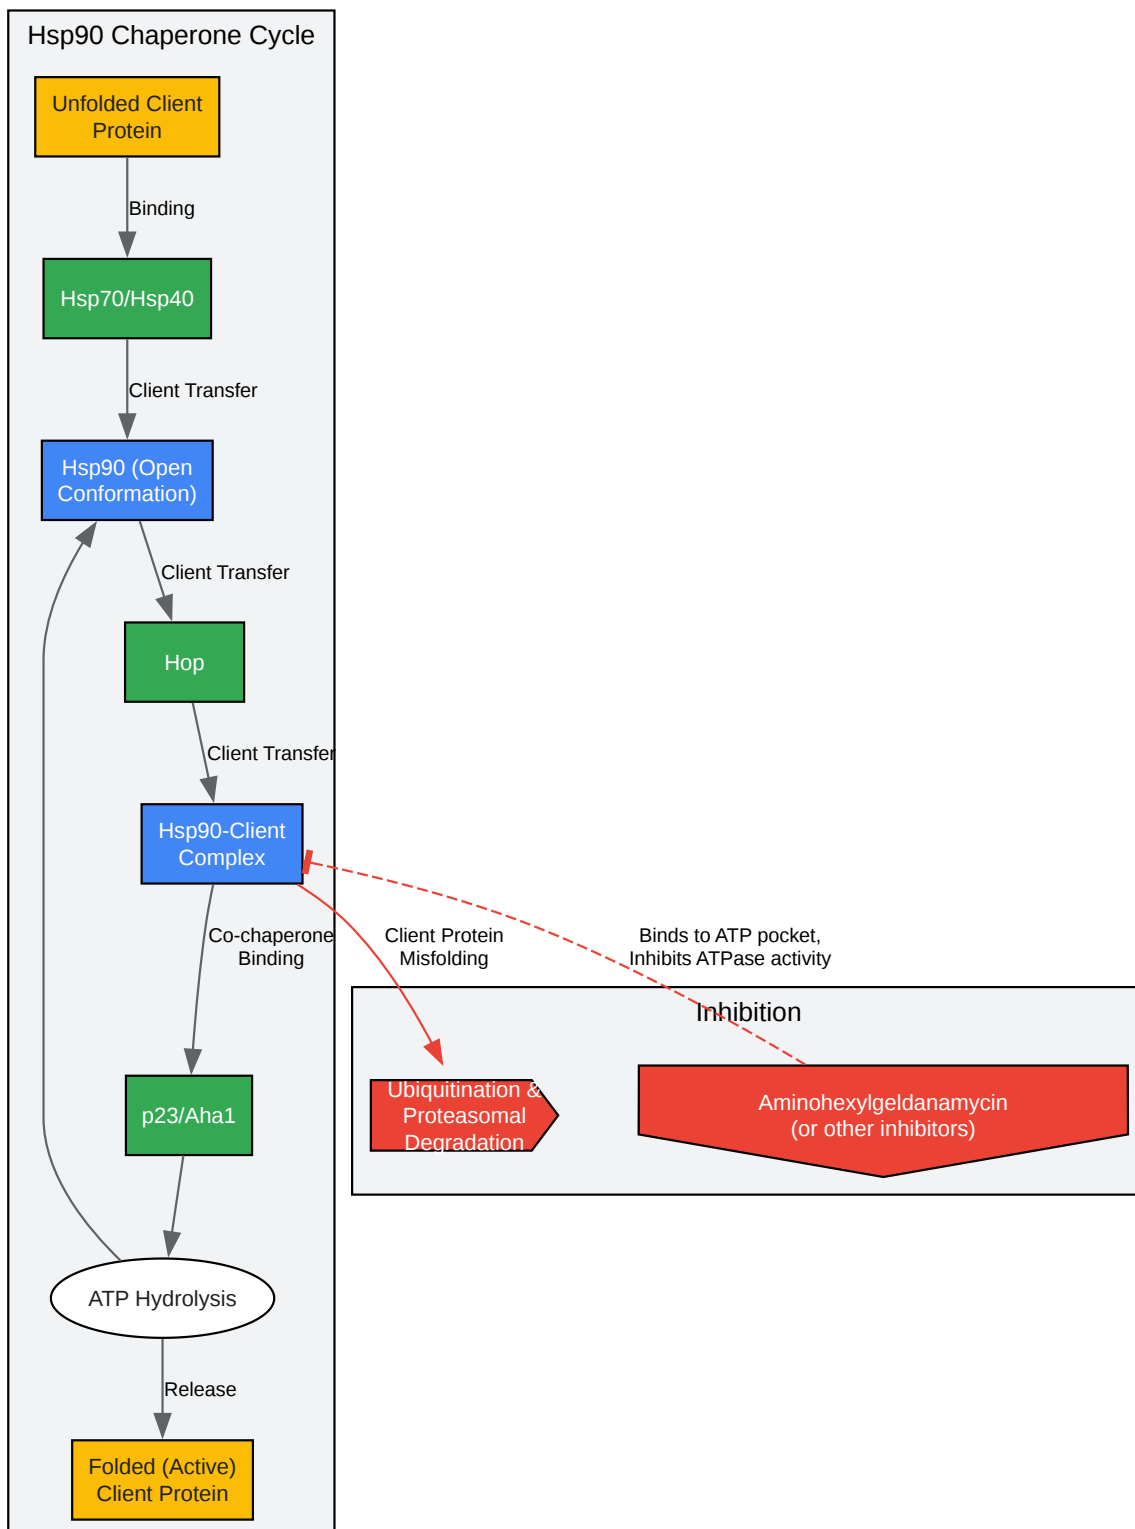 Hsp90 Chaperone Cycle
Unfolded Client
Protein
Binding
Hsp70/Hsp40
Client Transfer
Hsp90 (Open
Conformation)
Client Transfer
Hop
Client Transfer
Hsp90-Client
Complex
Co-chaperone
Binding
Client Protein
Misfolding
Binds to ATP pocket,
Inhibits ATPase activity
Inhibition
Ubiquitination &
Proteasomal
Degradation
Aminohexylgeldanamycin
(or other inhibitors)
p23/Aha1
ATP Hydrolysis
Release
Folded (Active)
Client Protein